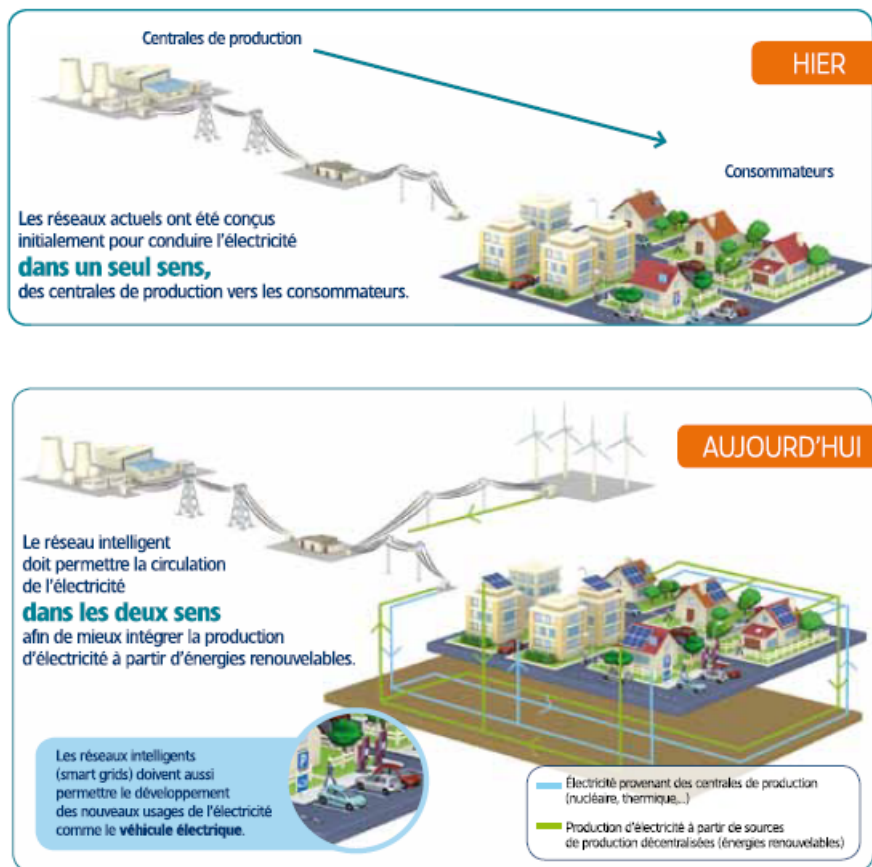 Centrales de production
HIER
Consommateurs
Les réseaux actuels ont été conçus
initialement pour conduire l'électricité
dans un seul sens,
des centrales de production vers les consommateurs.
AUJOURD'HUI
Le réseau intelligent
doit permettre la circulation
de l'électricité
dans les deux sens
afin de mieux intégrer la production
d'électricité à partir d'énergies renouvelables.
Les réseaux intelligents
(smart grids) doivent aussi
permettre le développement
des nouveaux usages de l'électricité
comme le véhicule électrique.
Électricité provenant des centrales de production
(nucléaire, thermique,...)
Production d'électricité à partir de sources
de production décentralisées (énergies renouvelables)